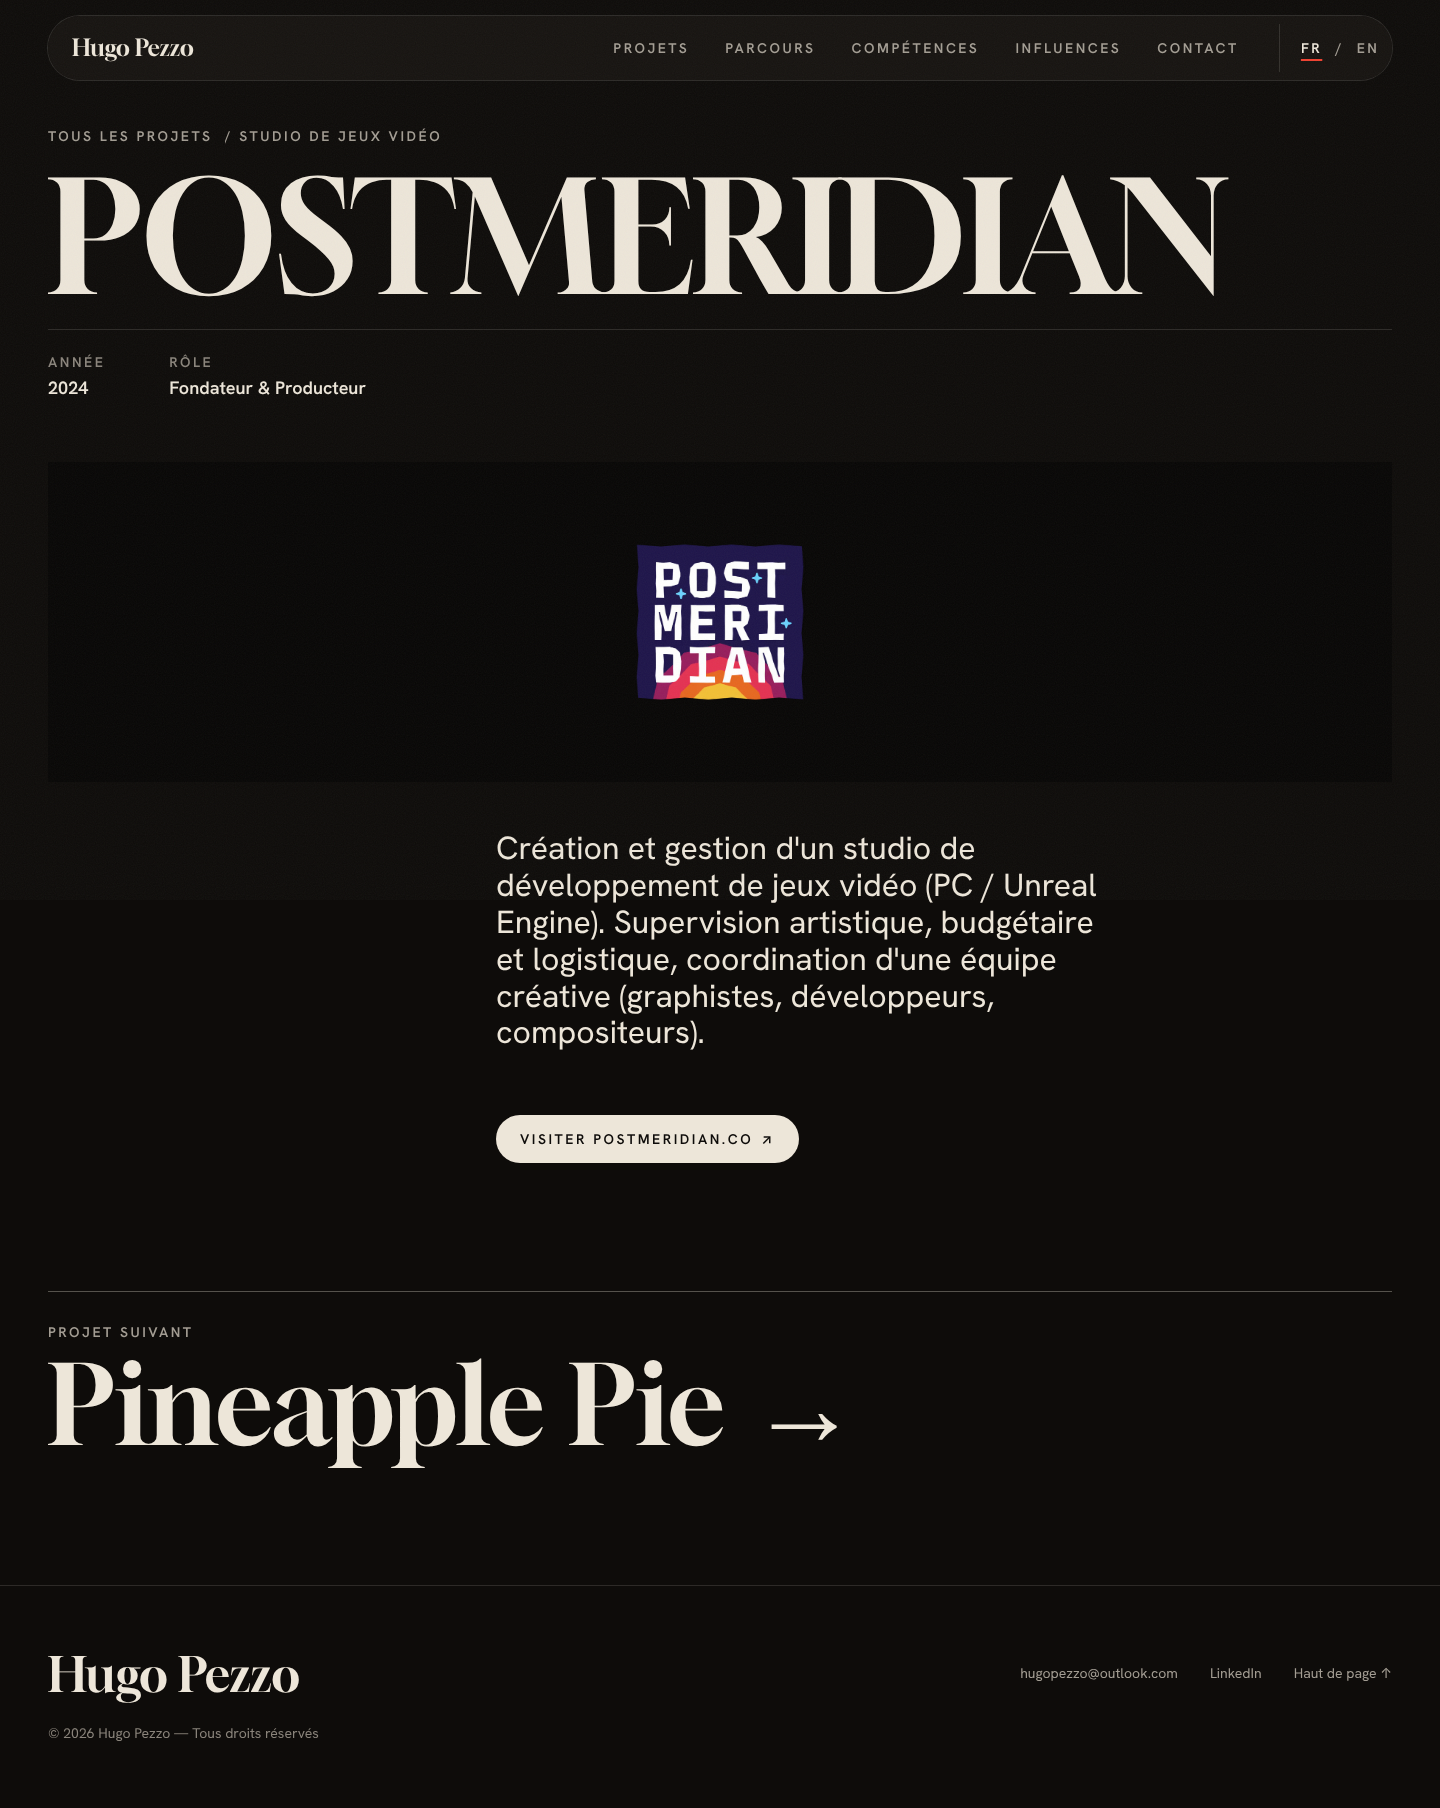 Hugo Pezzo
PROJETS PARCOURS COMPÉTENCES INFLUENCES CONTACT FR / EN
TOUS LES PROJETS / STUDIO DE JEUX VIDÉO
POSTMERIDIAN
ANNÉE RÔLE
2024 Fondateur & Producteur
POST
MERI
DIAN
Création et gestion d'un studio de
développement de jeux vidéo (PC / Unreal
Engine). Supervision artistique, budgétaire
et logistique, coordination d'une équipe
créative (graphistes, développeurs,
compositeurs).
VISITER POSTMERIDIAN.CO ↗
PROJET SUIVANT
Pineapple Pie →
Hugo Pezzo
hugopezzo@outlook.com LinkedIn Haut de page ↑
© 2026 Hugo Pezzo — Tous droits réservés